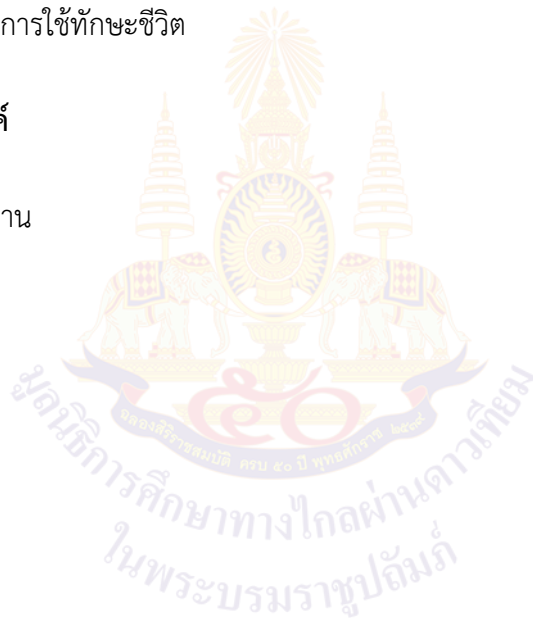 การใช้ทักษะชีวิต
ค์
าน
ฉลองสิริราชสมบัติ ครบ ๕๐ ปี พุทธศักราช ๒๕๓๙
๕๐
มูลนิธิการศึกษาทางไกลผ่านดาวเทียม
ในพระบรมราชูปถัมภ์